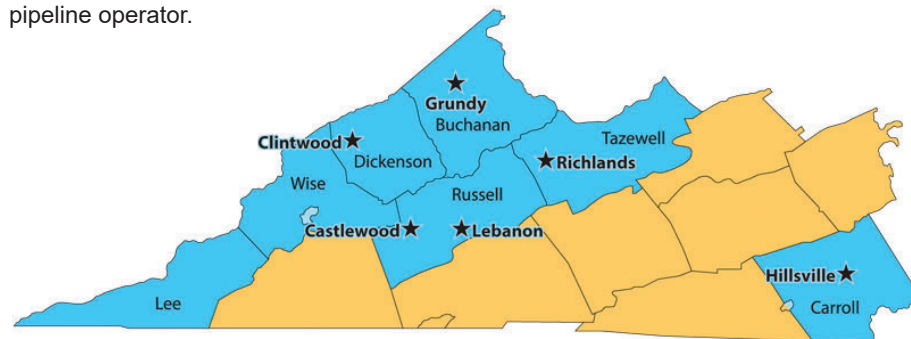 pipeline operator.
Grundy
Buchanan
Clintwood
Dickenson
Tazewell
Richlands
Wise
Russell
Castlewood
Lebanon
Hillsville
Lee
Carroll